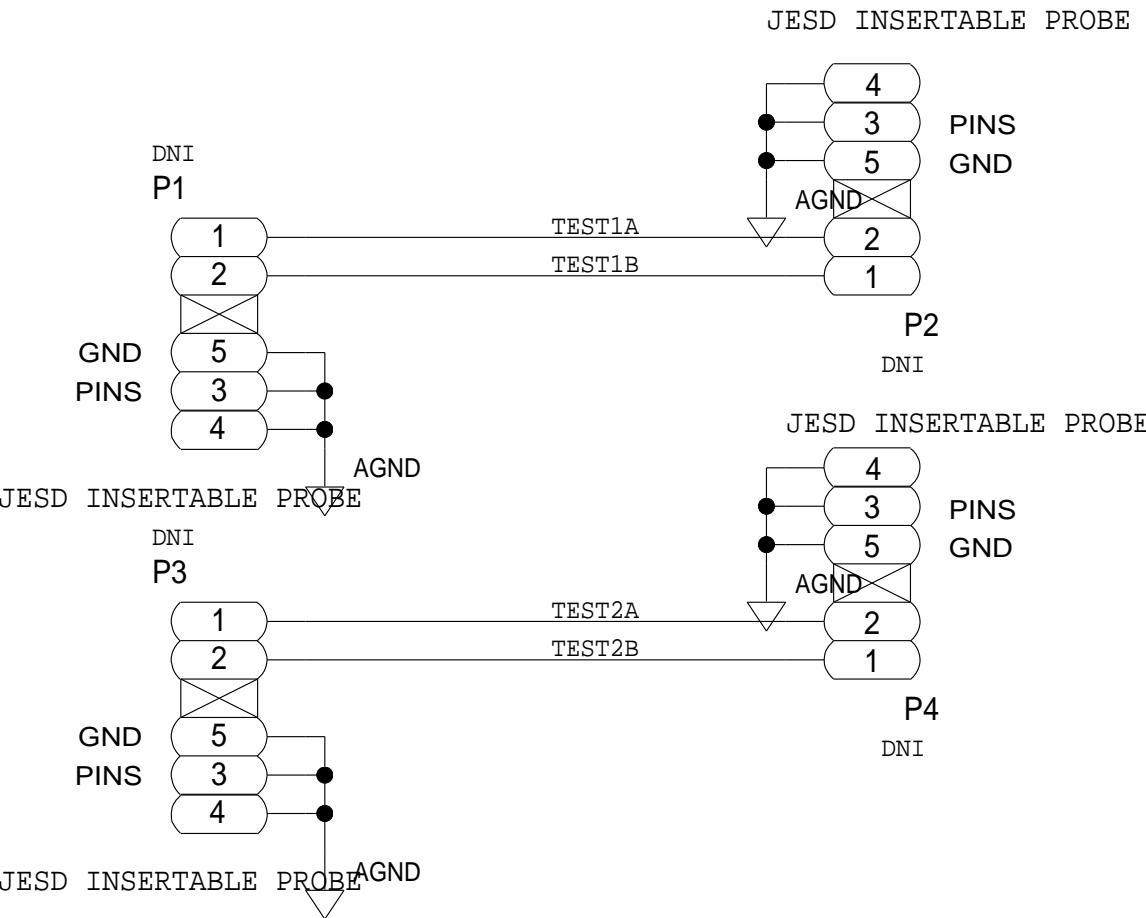 JESD INSERTABLE PROBE
4
3 PINS
5 GND
AGND
2
1
P2
DNI
DNI
P1
1
2
GND 5
PINS 3
4
AGND
JESD INSERTABLE PROBE
TEST1A
TEST1B
JESD INSERTABLE PROBE
4
3 PINS
5 GND
AGND
2
1
P4
DNI
DNI
P3
1
2
GND 5
PINS 3
4
AGND
JESD INSERTABLE PROBE
TEST2A
TEST2B